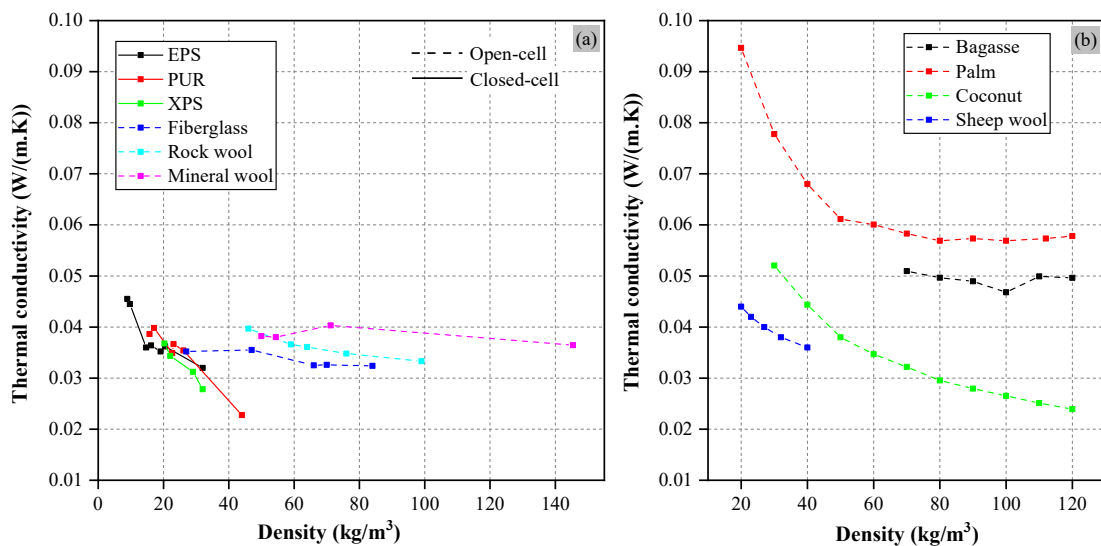 (a)
EPS
PUR
XPS
Fiberglass
Rock wool
Mineral wool
Open-cell
Closed-cell
0.10
0.09
0.08
0.07
0.06
0.05
0.04
0.03
0.02
0.01
Thermal conductivity (W/(m.K))
0 20 40 60 80 100 120 140
Density (kg/m³)
(b)
Bagasse
Palm
Coconut
Sheep wool
0.10
0.09
0.08
0.07
0.06
0.05
0.04
0.03
0.02
0.01
Thermal conductivity (W/(m.K))
20 40 60 80 100 120
Density (kg/m³)